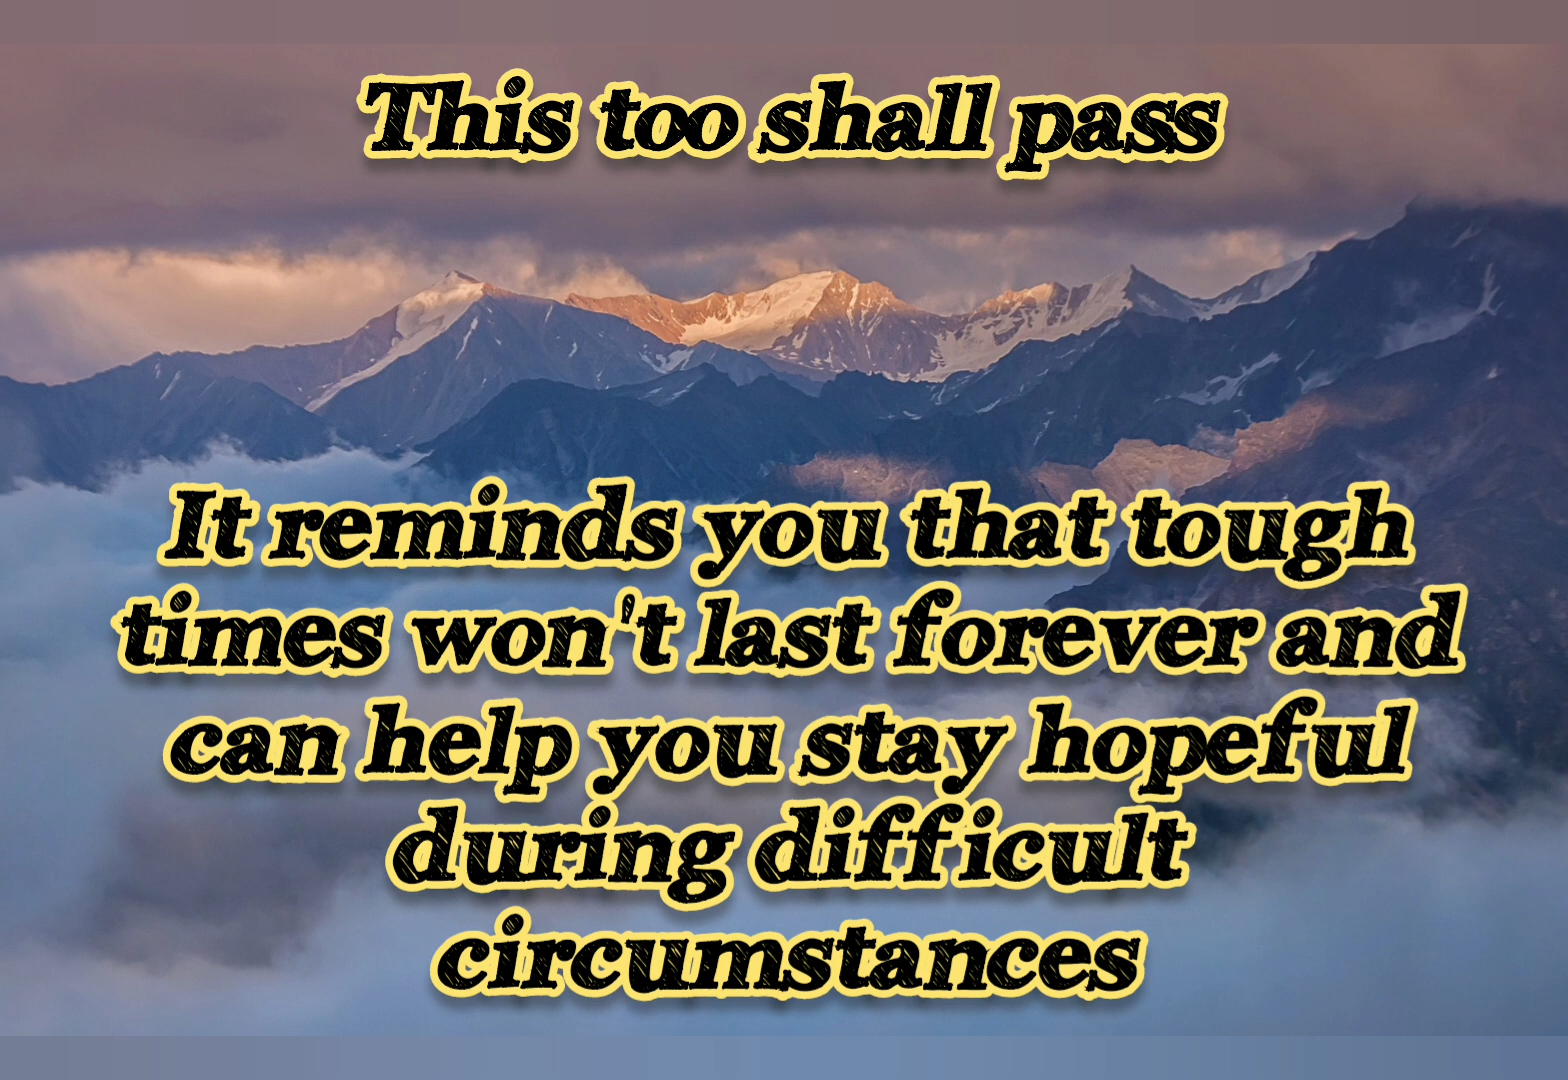 This too shall pass
It reminds you that tough
times won't last forever and
can help you stay hopeful
during difficult
circumstances